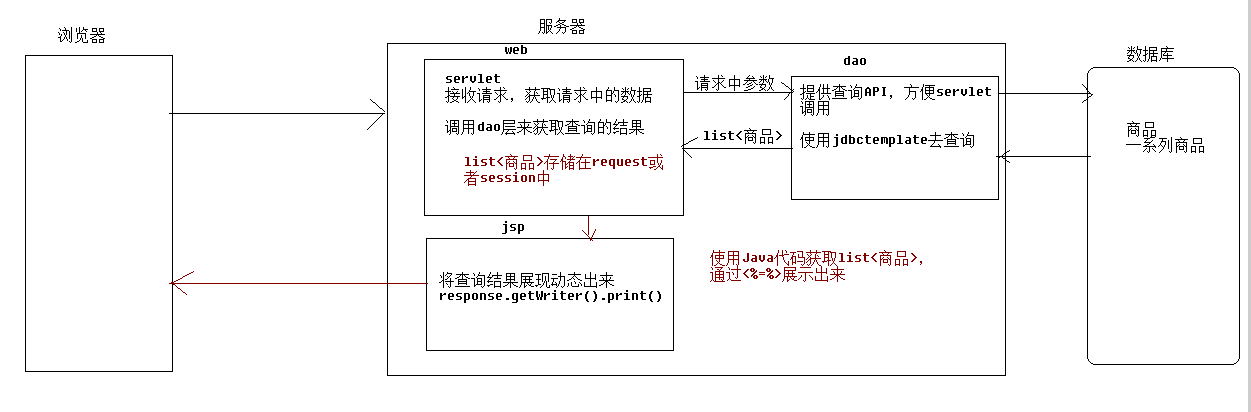 浏览器
服务器
web
servlet
接收请求，获取请求中的数据
调用dao层来获取查询的结果
list<商品>存储在request或
者session中
请求中参数
list<商品>
dao
提供查询API，方便servlet
调用
使用jdbctemplate去查询
数据库
商品
一系列商品
jsp
将查询结果展现动态出来
response.getWriter().print()
使用Java代码获取list<商品>，
通过<%=%>展示出来